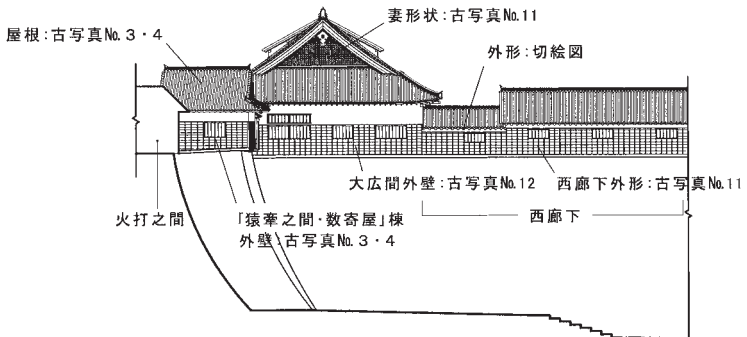 妻形状:古写真No.11
屋根:古写真No.3・4
外形:切絵図
大広間外壁:古写真No.12
西廊下外形:古写真No.11
火打之間
「猿牽之間・数寄屋」棟
外壁:古写真No.3・4
西廊下